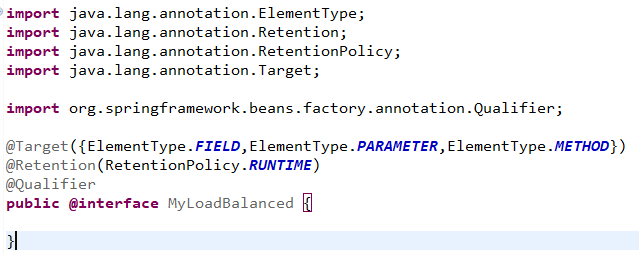 import java.lang.annotation.ElementType;
import java.lang.annotation.Retention;
import java.lang.annotation.RetentionPolicy;
import java.lang.annotation.Target;
import org.springframework.beans.factory.annotation.Qualifier;
@Target({ElementType.FIELD,ElementType.PARAMETER,ElementType.METHOD})
@Retention(RetentionPolicy.RUNTIME)
@Qualifier
public @interface MyLoadBalanced {
}